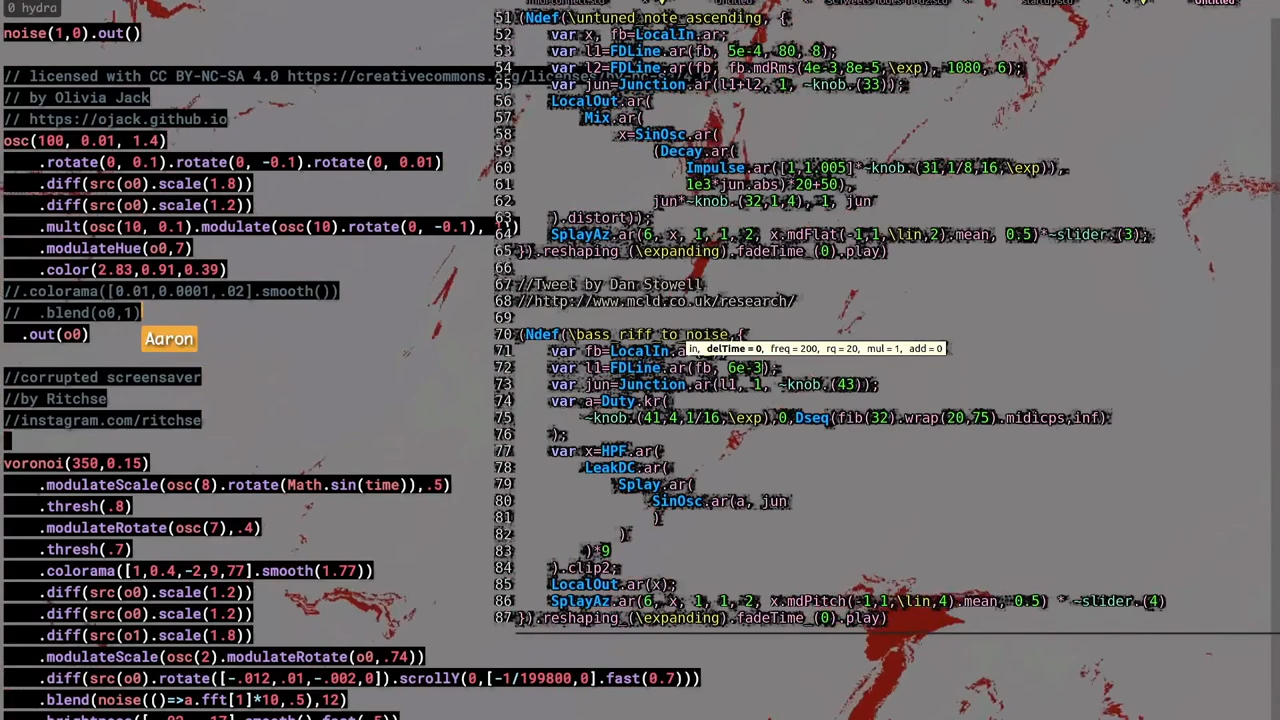 0 hydra
noise(1,0).out()
// licensed with CC BY-NC-SA 4.0 https://creativecommons.org/licenses/by-nc-sa/4.0/
// by Olivia Jack
// https://ojack.github.io
osc(100, 0.01, 1.4)
.rotate(0, 0.1).rotate(0, -0.1).rotate(0, 0.01)
.diff(src(o0).scale(1.8))
.diff(src(o0).scale(1.2))
.mult(osc(10, 0.1).modulate(osc(10).rotate(0, -0.1),
.modulateHue(o0,7)
.color(2.83,0.91,0.39)
//.colorama([0.01,0.0001,.02].smooth())
// .blend(o0,1)
.out(o0)
Aaron
//corrupted screensaver
//by Ritchse
//instagram.com/ritchse
voronoi(350,0.15)
.modulateScale(osc(8).rotate(Math.sin(time)),.5)
.thresh(.8)
.modulateRotate(osc(7),.4)
.thresh(.7)
.colorama([1,0.4,-2,9,77].smooth(1.77))
.diff(src(o0).scale(1.2))
.diff(src(o0).scale(1.2))
.diff(src(o1).scale(1.8))
.modulateScale(osc(2).modulateRotate(o0,.74))
.diff(src(o0).rotate([-.012,.01,-.002,0]).scrollY(0,[-1/199800,0].fast(0.7)))
.blend(noise(()=>a.fft[1]*10,.5),12)
Untitled
51 (Ndef(\untuned_note_ascending, {
52 var x, fb=LocalIn.ar;
53 var l1=FDLine.ar(fb, 5e-4, 80, 8);
54 var l2=FDLine.ar(fb, fb.mdRms(4e-3,8e-5,\exp), 1080, 6);
55 var jun=Junction.ar(l1+l2, 1, ~knob.(33));
56 LocalOut.ar(
57 Mix.ar(
58 x=SinOsc.ar(
59 (Decay.ar(
60 Impulse.ar([1,1.005]*~knob.(31,1/8,16,\exp)),
61 1e3*jun.abs)*20+50),
62 jun*~knob.(32,1,4), 1, jun
63 ).distort));
64 SplayAz.ar(6, x, 1, 1, 2, x.mdFlat(-1,1,\lin,2).mean, 0.5)*~slider.(3);
65 }).reshaping_(\expanding).fadeTime_(0).play)
66
67 //Tweet by Dan Stowell
68 //http://www.mcld.co.uk/research/
69
70 (Ndef(\bass_riff_to_noise,{
in, delTime = 0, freq = 200, rq = 20, mul = 1, add = 0
71 var fb=LocalIn.a
72 var l1=FDLine.ar(fb, 6e-3);
73 var jun=Junction.ar(l1, 1, ~knob.(43));
74 var a=Duty.kr(
75 ~knob.(41,4,1/16,\exp),0,Dseq(fib(32).wrap(20,75).midicps,inf)
76 );
77 var x=HPF.ar(
78 LeakDC.ar(
79 Splay.ar(
80 SinOsc.ar(a, jun
81 )
82 )
83 )*9
84 ).clip2;
85 LocalOut.ar(x);
86 SplayAz.ar(6, x, 1, 1, 2, x.mdPitch(-1,1,\lin,4).mean, 0.5) * ~slider.(4)
87 }).reshaping_(\expanding).fadeTime_(0).play)